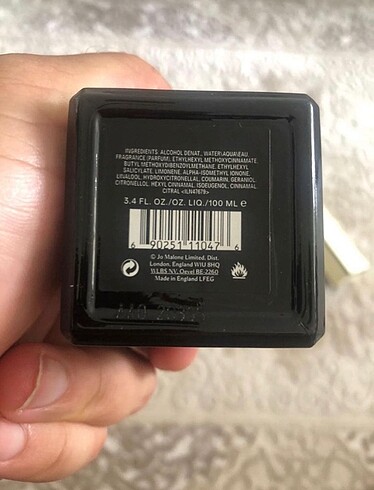 INGREDIENTS: ALCOHOL DENAT., WATER\AQUA\EAU,
FRAGRANCE (PARFUM), ETHYLHEXYL METHOXYCINNAMATE,
BUTYL METHOXYDIBENZOYLMETHANE, ETHYLHEXYL
SALICYLATE, LIMONENE, ALPHA-ISOMETHYL IONONE,
LINALOOL, HYDROXYCITRONELLAL, COUMARIN, GERANIOL,
CITRONELLOL, HEXYL CINNAMAL, ISOEUGENOL, CINNAMAL
CITRAL <ILN47679>
3.4 FL. OZ./OZ. LIQ./100 ML e
6 90251 11047 6
© Jo Malone Limited. Dist.
London, England W1U 8HQ
WLBS NV, Oevel BE-2260
Made in England LFEG